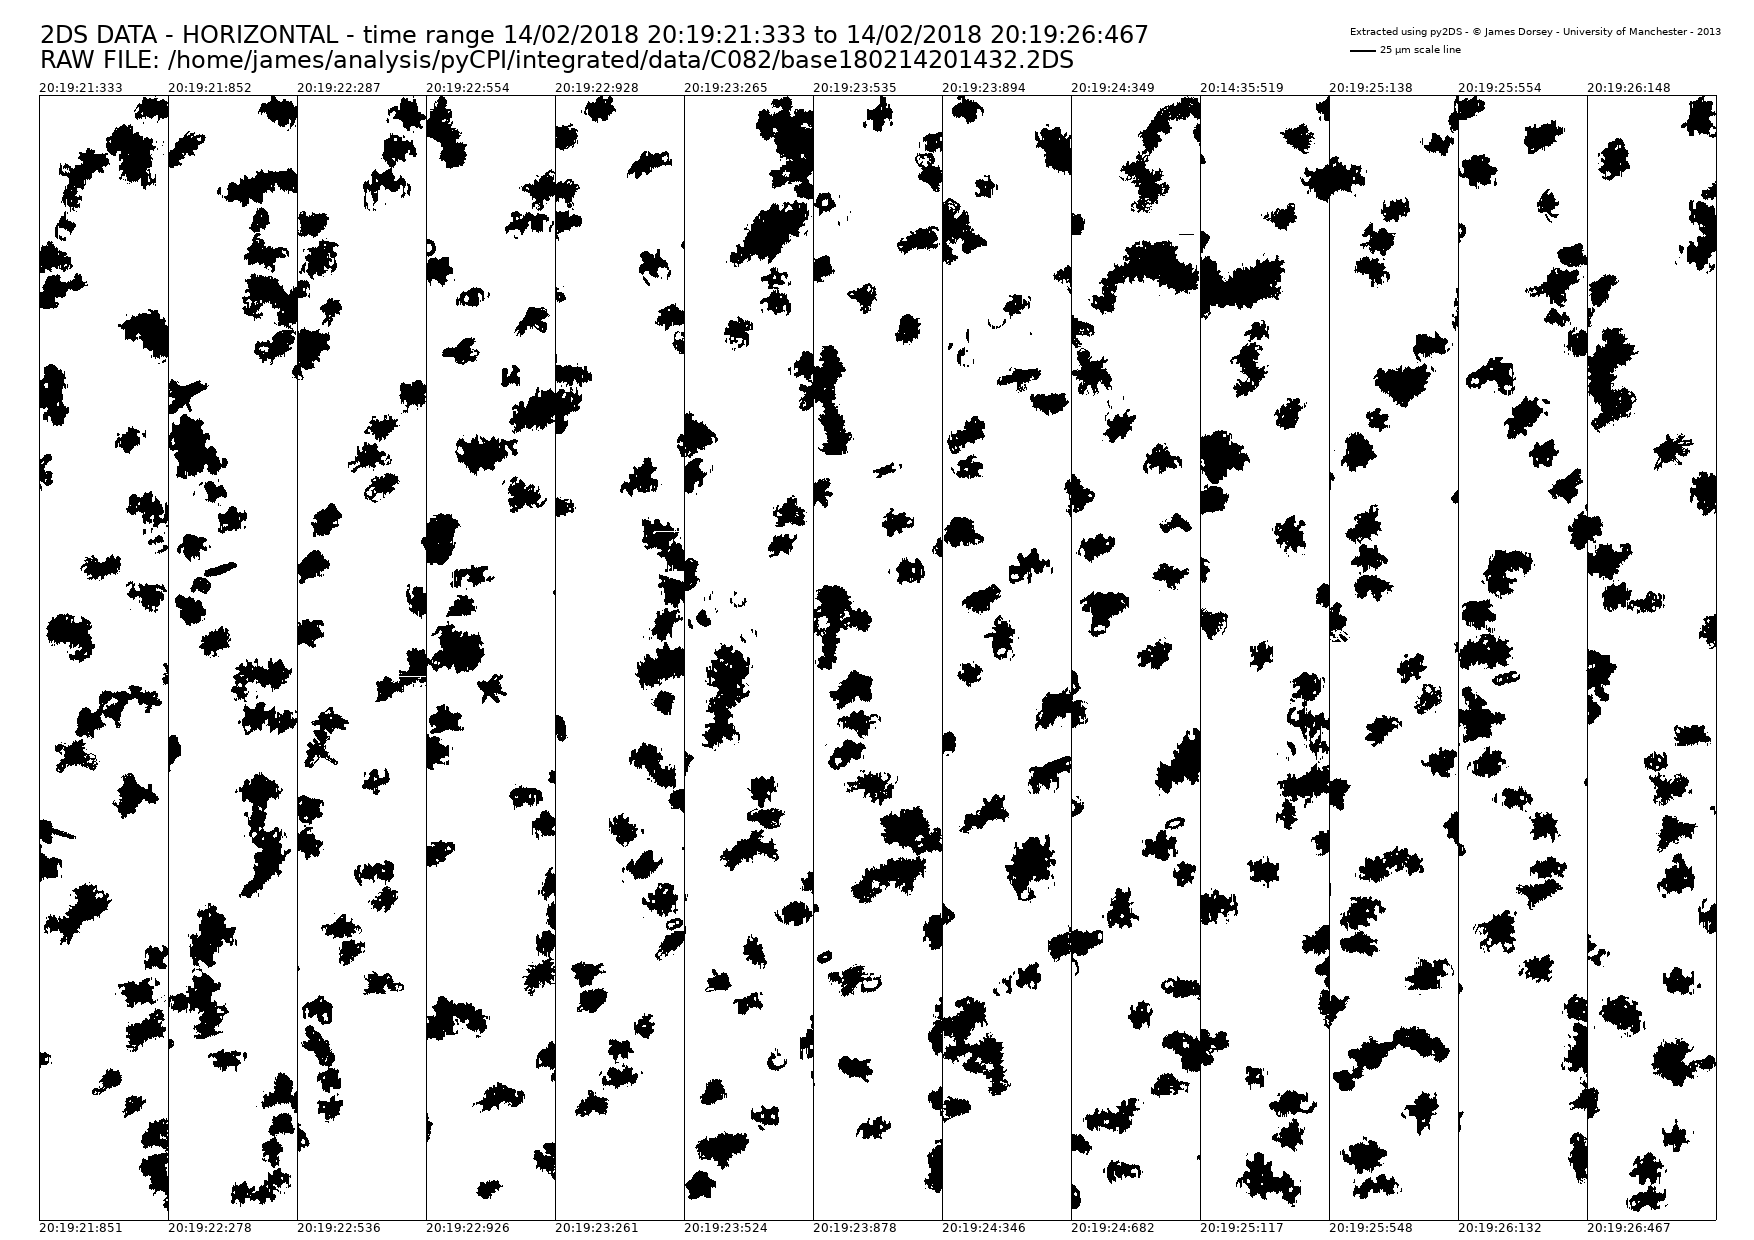 2DS DATA - HORIZONTAL - time range 14/02/2018 20:19:21:333 to 14/02/2018 20:19:26:467
RAW FILE: /home/james/analysis/pyCPI/integrated/data/C082/base180214201432.2DS
Extracted using py2DS - © James Dorsey - University of Manchester - 2013
25 µm scale line
20:19:21:333 20:19:21:852 20:19:22:287 20:19:22:554 20:19:22:928 20:19:23:265 20:19:23:535 20:19:23:894 20:19:24:349 20:14:35:519 20:19:25:138 20:19:25:554 20:19:26:148
20:19:21:851 20:19:22:278 20:19:22:536 20:19:22:926 20:19:23:261 20:19:23:524 20:19:23:878 20:19:24:346 20:19:24:682 20:19:25:117 20:19:25:548 20:19:26:132 20:19:26:467